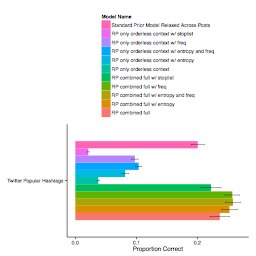 Model Name
Standard Prior Model Relaxed Across Posts
RP only orderless context w/ stoplist
RP only orderless context w/ freq
RP only orderless context w/ entropy and freq
RP only orderless context w/ entropy
RP only orderless context
RP combined full w/ stoplist
RP combined full w/ freq
RP combined full w/ entropy and freq
RP combined full w/ entropy
RP combined full
Twitter Popular Hashtags
0.0 0.1 0.2
Proportion Correct